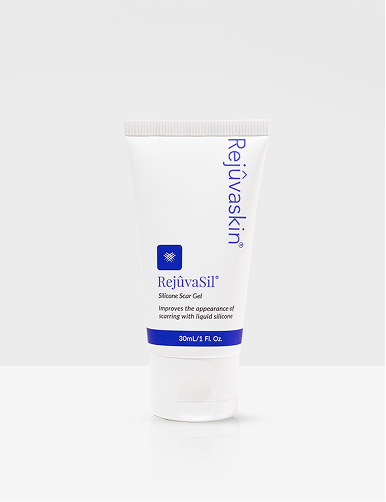 Rejûvaskin®
RejûvaSil®
Silicone Scar Gel
Improves the appearance of
scarring with liquid silicone
30mL/1 Fl. Oz.